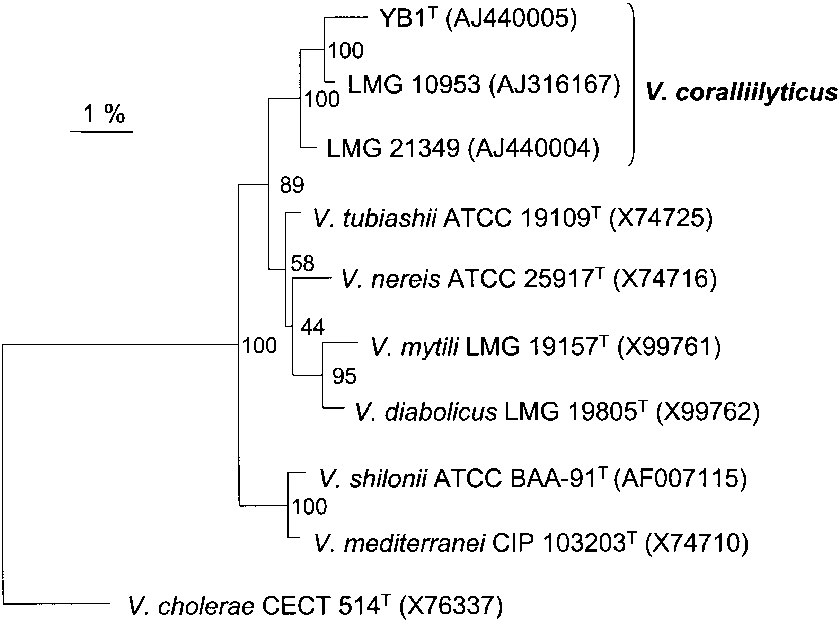 YB1ᵀ (AJ440005)
100
LMG 10953 (AJ316167)
V. coralliilyticus
100
1 %
LMG 21349 (AJ440004)
89
V. tubiashii ATCC 19109ᵀ (X74725)
58
V. nereis ATCC 25917ᵀ (X74716)
44
100
V. mytili LMG 19157ᵀ (X99761)
95
V. diabolicus LMG 19805ᵀ (X99762)
V. shilonii ATCC BAA-91ᵀ (AF007115)
100
V. mediterranei CIP 103203ᵀ (X74710)
V. cholerae CECT 514ᵀ (X76337)